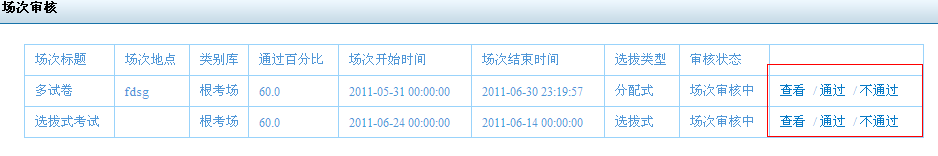 场次审核
场次标题 场次地点 类别库 通过百分比 场次开始时间 场次结束时间 选拔类型 审核状态
多试卷 fdsg 根考场 60.0 2011-05-31 00:00:00 2011-06-30 23:19:57 分配式 场次审核中 查看 /通过 /不通过
选拔式考试 根考场 60.0 2011-06-24 00:00:00 2011-06-14 00:00:00 选拔式 场次审核中 查看 /通过 /不通过